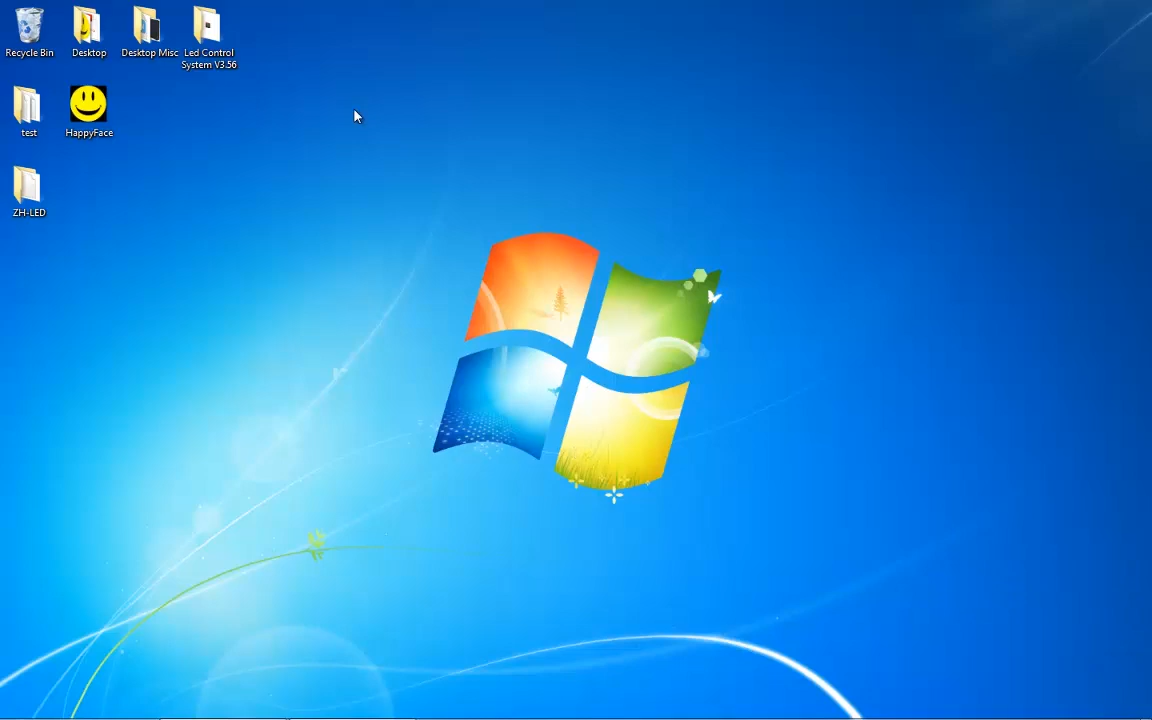 Recycle Bin
Desktop
Desktop Misc
Led Control
System V3.56
test
HappyFace
ZH-LED